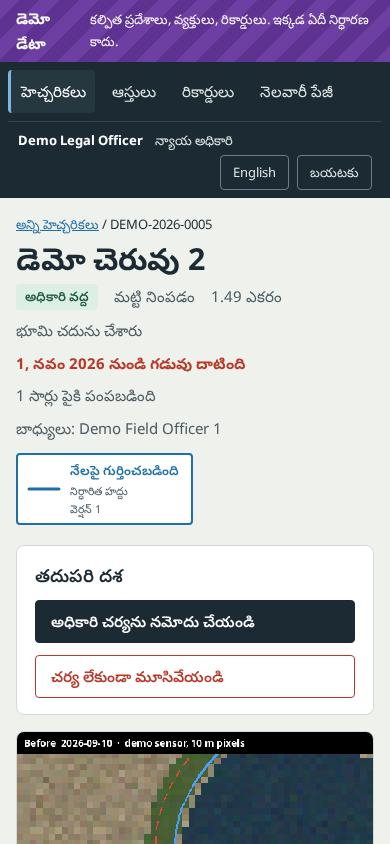 డెమో డేటా
కల్పిత ప్రదేశాలు, వ్యక్తులు, రికార్డులు. ఇక్కడ ఏదీ నిర్ధారణ కాదు.
హెచ్చరికలు ఆస్తులు రికార్డులు నెలవారీ పేజీ
Demo Legal Officer న్యాయ అధికారి
English బయటకు
అన్ని హెచ్చరికలు / DEMO-2026-0005
డెమో చెరువు 2
అధికారి వద్ద మట్టి నింపడం 1.49 ఎకరం
భూమి చదును చేశారు
1, నవం 2026 నుండి గడువు దాటింది
1 సార్లు పైకి పంపబడింది
బాధ్యులు: Demo Field Officer 1
నేలపై గుర్తించబడింది
నిర్ధారిత హద్దు
వెర్షన్ 1
తదుపరి దశ
అధికారి చర్యను నమోదు చేయండి
చర్య లేకుండా మూసివేయండి
Before 2026-09-10 · demo sensor, 10 m pixels